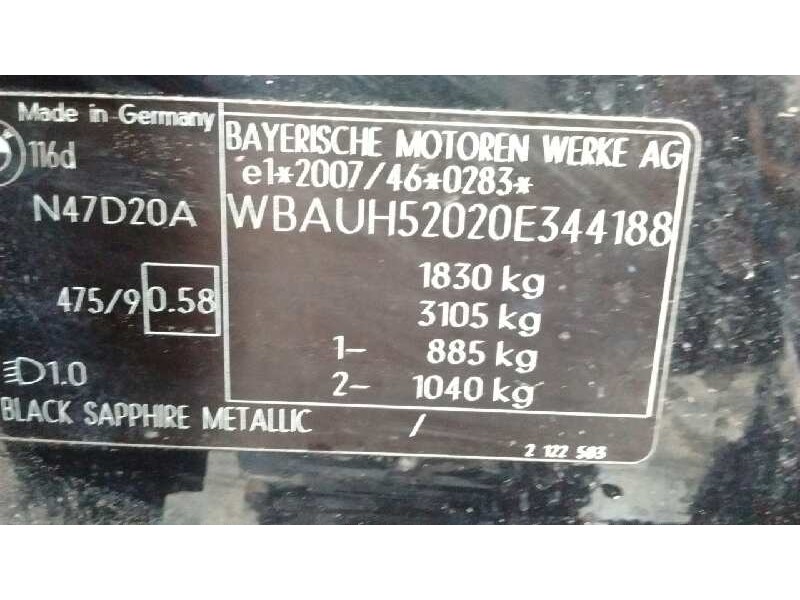 Made in Germany
116d
N47D20A
475/9 0.58
D1.0
BLACK SAPPHIRE METALLIC /
BAYERISCHE MOTOREN WERKE AG
e1*2007/46*0283*
WBAUH52020E344188
1830 kg
3105 kg
1- 885 kg
2- 1040 kg
2 122 503